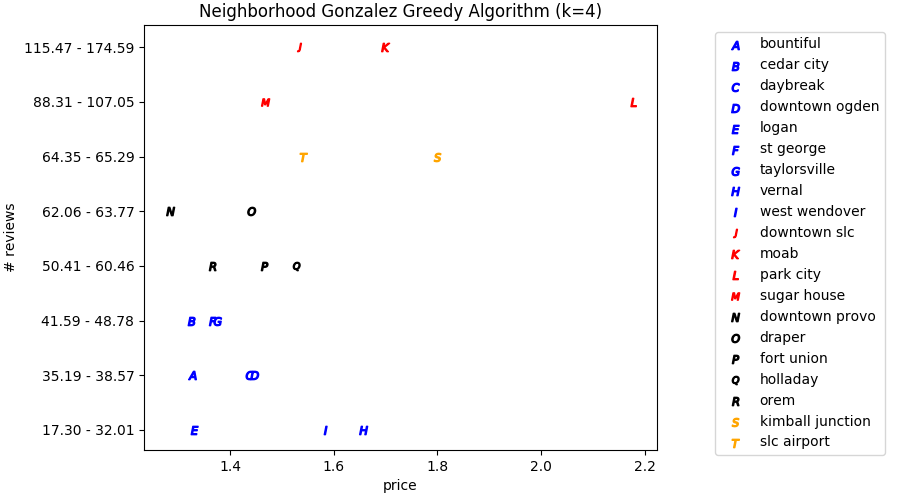 Neighborhood Gonzalez Greedy Algorithm (k=4)
# reviews
115.47 - 174.59
J K
88.31 - 107.05
M L
64.35 - 65.29
T S
62.06 - 63.77
N O
50.41 - 60.46
R P Q
41.59 - 48.78
B F G
35.19 - 38.57
A C D
17.30 - 32.01
E I H
1.4 1.6 1.8 2.0 2.2
price
A bountiful
B cedar city
C daybreak
D downtown ogden
E logan
F st george
G taylorsville
H vernal
I west wendover
J downtown slc
K moab
L park city
M sugar house
N downtown provo
O draper
P fort union
Q holladay
R orem
S kimball junction
T slc airport